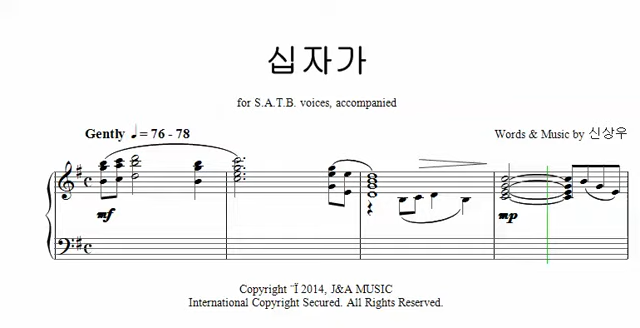 십자가
for S.A.T.B. voices, accompanied
Gently ♩ = 76 - 78
Words & Music by 신상우
mf
mp
Copyright ¨Ï 2014, J&A MUSIC
International Copyright Secured. All Rights Reserved.